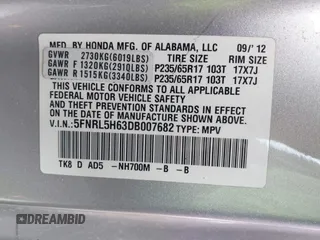 MFD. BY HONDA MFG. OF ALABAMA, LLC 09/'12
GVWR 2730KG(6019LBS) TIRE SIZE RIM SIZE
GAWR F 1320KG(2910LBS) P235/65R17 103T 17X7J
GAWR R 1515KG(3340LBS) P235/65R17 103T 17X7J
THIS VEHICLE CONFORMS TO ALL APPLICABLE
FEDERAL MOTOR VEHICLE SAFETY AND
THEFT PREVENTION STANDARDS IN EFFECT ON THE
DATE OF MANUFACTURE SHOWN ABOVE.
V.I.N.: 5FNRL5H63DB007682 TYPE: MPV
TK8 D AD5 -NH700M -B -B
DREAMBID